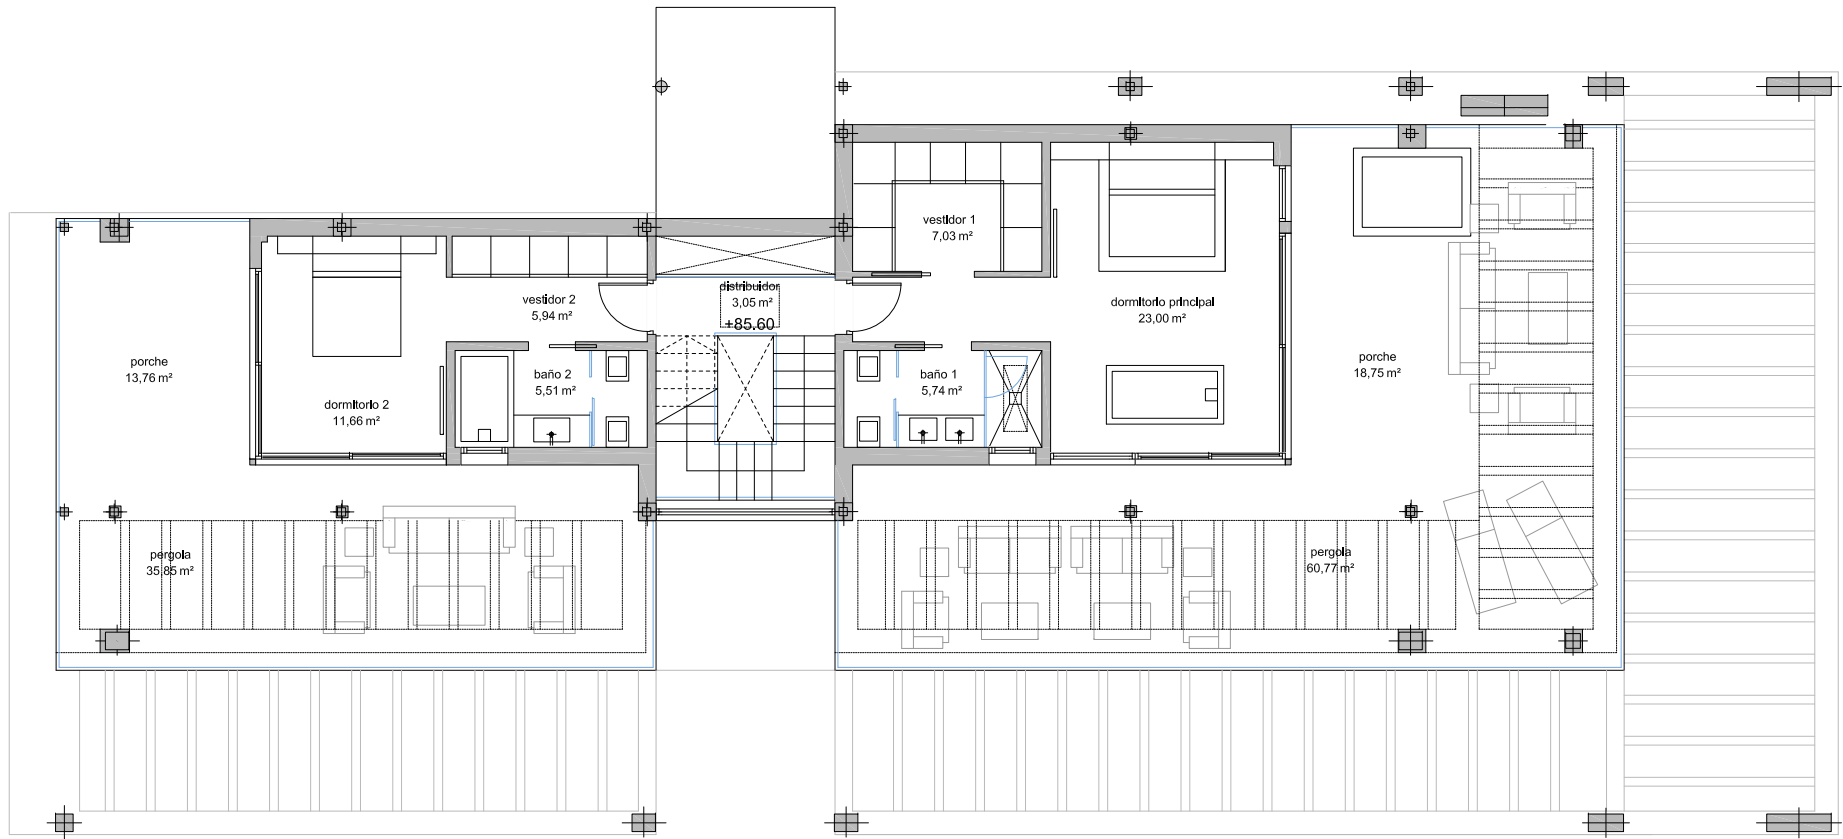 vestidor 1
7,03 m²
distribuidor
3,05 m²
+85.60
vestidor 2
5,94 m²
dormitorio principal
23,00 m²
porche
13,76 m²
porche
18,75 m²
baño 2
5,51 m²
baño 1
5,74 m²
dormitorio 2
11,66 m²
pergola
35,85 m²
pergola
60,77 m²